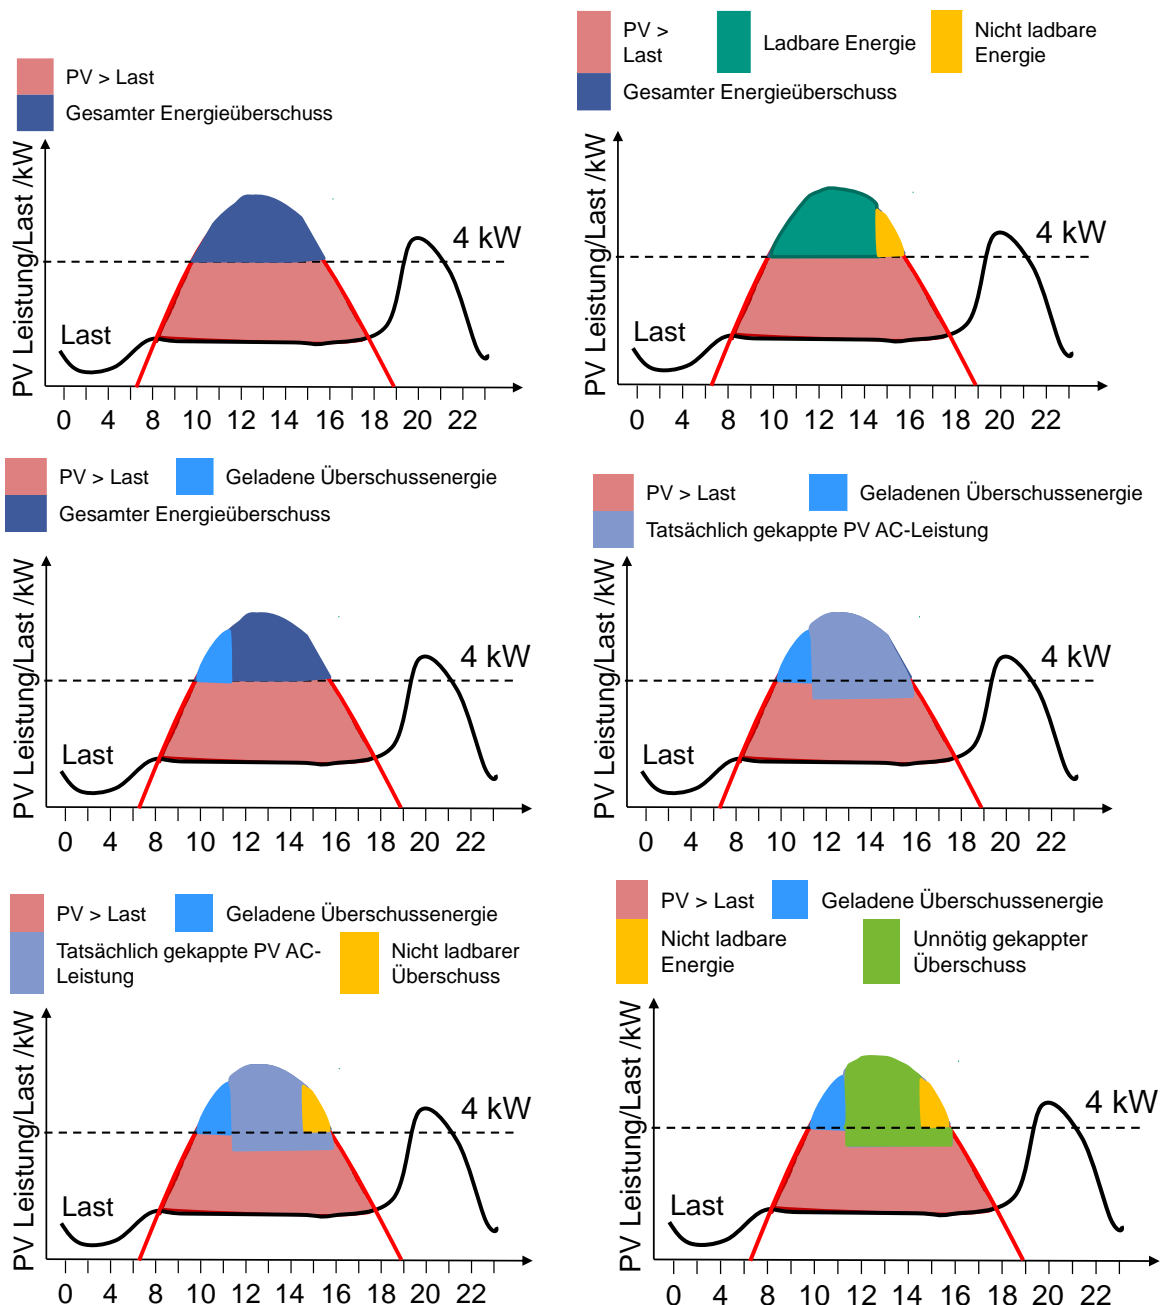 PV > Last
Gesamter Energieüberschuss
PV Leistung/Last /kW
4 kW
Last
0 4 6 8 10 12 14 16 18 20 22
PV >
Last
Ladbare Energie
Nicht ladbare
Energie
Gesamter Energieüberschuss
PV Leistung/Last /kW
4 kW
Last
0 4 6 8 10 12 14 16 18 20 22
PV > Last
Geladene Überschussenergie
Gesamter Energieüberschuss
PV Leistung/Last /kW
4 kW
Last
0 4 6 8 10 12 14 16 18 20 22
PV > Last
Geladenen Überschussenergie
Tatsächlich gekappte PV AC-Leistung
PV Leistung/Last /kW
4 kW
Last
0 4 6 8 10 12 14 16 18 20 22
PV > Last
Geladene Überschussenergie
Tatsächlich gekappte PV AC-
Leistung
Nicht ladbarer
Überschuss
PV Leistung/Last /kW
4 kW
Last
0 4 6 8 10 12 14 16 18 20 22
PV > Last
Geladene Überschussenergie
Nicht ladbare
Energie
Unnötig gekappter
Überschuss
PV Leistung/Last /kW
4 kW
Last
0 4 6 8 10 12 14 16 18 20 22